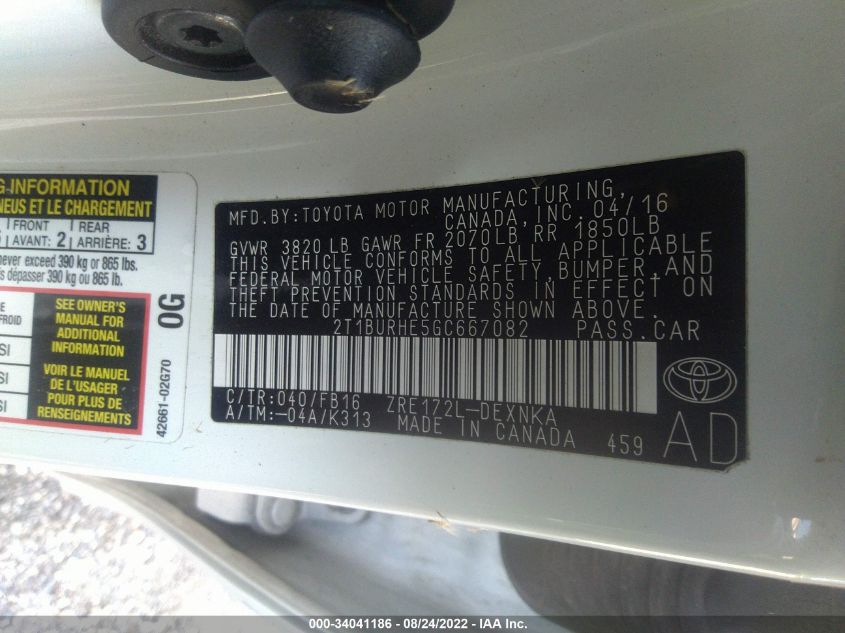 G INFORMATION
NEUS ET LE CHARGEMENT
FRONT REAR
AVANT: 2 ARRIÈRE: 3
never exceed 390 kg or 865 lbs.
dépasser 390 kg ou 865 lb.
SEE OWNER'S
MANUAL FOR
ADDITIONAL
INFORMATION
VOIR LE MANUEL
DE L'USAGER
POUR PLUS DE
RENSEIGNEMENTS
0G
42661-02G70
MFD.BY:TOYOTA MOTOR MANUFACTURING,
CANADA, INC. 04/16
GVWR 3820 LB GAWR FR 2070LB RR 1850LB
THIS VEHICLE CONFORMS TO ALL APPLICABLE
FEDERAL MOTOR VEHICLE SAFETY, BUMPER, AND
THEFT PREVENTION STANDARDS IN EFFECT ON
THE DATE OF MANUFACTURE SHOWN ABOVE.
2T1BURHE5GC667082 PASS.CAR
C/TR:040/FB16 ZRE172L-DEXNKA
A/TM:-04A/K313 MADE IN CANADA 459
AD
000-34041186 - 08/24/2022 - IAA Inc.